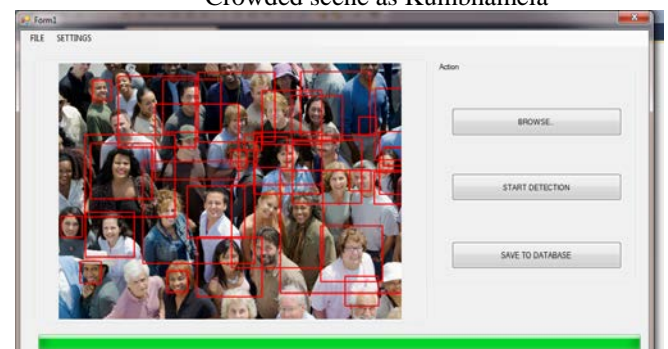 Crowded scene as Kumbhamela
Form1
FILE SETTINGS
Action
BROWSE..
START DETECTION
SAVE TO DATABASE